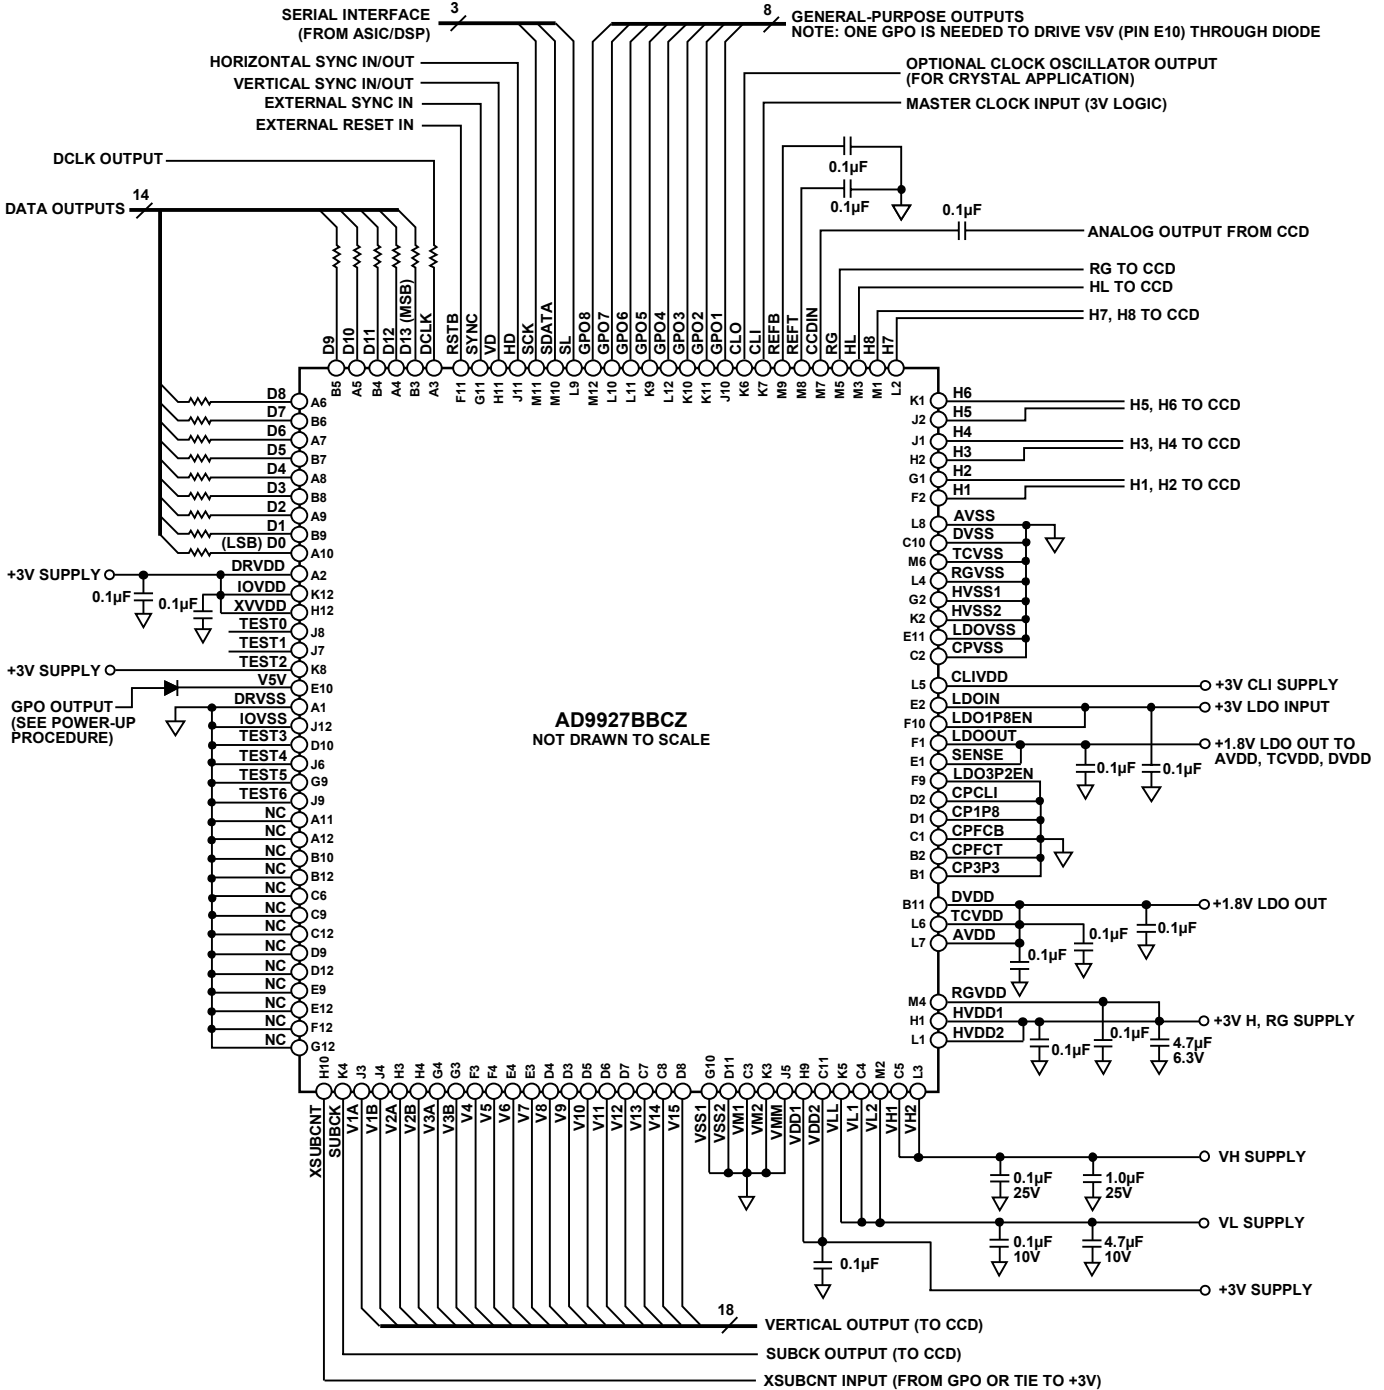 SERIAL INTERFACE
(FROM ASIC/DSP)
3
8
GENERAL-PURPOSE OUTPUTS
NOTE: ONE GPO IS NEEDED TO DRIVE V5V (PIN E10) THROUGH DIODE
HORIZONTAL SYNC IN/OUT
VERTICAL SYNC IN/OUT
EXTERNAL SYNC IN
EXTERNAL RESET IN
OPTIONAL CLOCK OSCILLATOR OUTPUT
(FOR CRYSTAL APPLICATION)
MASTER CLOCK INPUT (3V LOGIC)
DCLK OUTPUT
0.1µF
0.1µF
DATA OUTPUTS
14
0.1µF
ANALOG OUTPUT FROM CCD
RG TO CCD
HL TO CCD
H7, H8 TO CCD
D9
D10
D11
D12
D13 (MSB)
DCLK
RSTB
SYNC
VD
HD
SCK
SDATA
SL
GPO8
GPO7
GPO6
GPO5
GPO4
GPO3
GPO2
GPO1
CLO
CLI
REFB
REFT
CCDIN
RG
HL
H8
H7
B5
A5
B4
A4
B3
A3
F11
G11
H11
J11
M11
M10
L9
M12
L10
L11
K9
L12
K10
K11
J10
K6
K7
M9
M8
M7
M5
M3
M1
L2
D8 A6
D7 B6
D6 A7
D5 B7
D4 A8
D3 B8
D2 A9
D1 B9
(LSB) D0 A10
+3V SUPPLY
DRVDD A2
0.1µF
0.1µF
IOVDD K12
XVVDD H12
TEST0 J8
TEST1 J7
+3V SUPPLY
TEST2 K8
V5V E10
GPO OUTPUT
(SEE POWER-UP
PROCEDURE)
DRVSS A1
IOVSS J12
TEST3 D10
TEST4 J6
TEST5 G9
TEST6 J9
NC A11
NC A12
NC B10
NC B12
NC C6
NC C9
NC C12
NC D9
NC D12
NC E9
NC E12
NC F12
NC G12
AD9927BBCZ
NOT DRAWN TO SCALE
K1 H6
J2 H5
H5, H6 TO CCD
J1 H4
H2 H3
H3, H4 TO CCD
G1 H2
F2 H1
H1, H2 TO CCD
L8 AVSS
C10 DVSS
M6 TCVSS
L4 RGVSS
G2 HVSS1
K2 HVSS2
E11 LDOVSS
C2 CPVSS
L5 CLIVDD
+3V CLI SUPPLY
E2 LDOIN
+3V LDO INPUT
F10 LDO1P8EN
F1 LDOOUT
+1.8V LDO OUT TO
AVDD, TCVDD, DVDD
E1 SENSE
0.1µF
0.1µF
F9 LDO3P2EN
D2 CPCLI
D1 CP1P8
C1 CPFCB
B2 CPFCT
B1 CP3P3
B11 DVDD
+1.8V LDO OUT
L6 TCVDD
L7 AVDD
0.1µF
0.1µF
0.1µF
M4 RGVDD
H1 HVDD1
+3V H, RG SUPPLY
L1 HVDD2
0.1µF
0.1µF
4.7µF
6.3V
H10
K4
J3
J4
H3
H4
G4
G3
F3
F4
E4
E3
D4
D3
D5
D6
D7
C7
C8
D8
G10
D11
C3
K3
J5
H9
C11
K5
C4
M2
C5
L3
XSUBCNT
SUBCK
V1A
V1B
V2A
V2B
V3A
V3B
V4
V5
V6
V7
V8
V9
V10
V11
V12
V13
V14
V15
VSS1
VSS2
VM1
VM2
VMM
VDD1
VDD2
VLL
VL1
VL2
VH1
VH2
VH SUPPLY
0.1µF
25V
1.0µF
25V
VL SUPPLY
0.1µF
10V
4.7µF
10V
0.1µF
+3V SUPPLY
18
VERTICAL OUTPUT (TO CCD)
SUBCK OUTPUT (TO CCD)
XSUBCNT INPUT (FROM GPO OR TIE TO +3V)